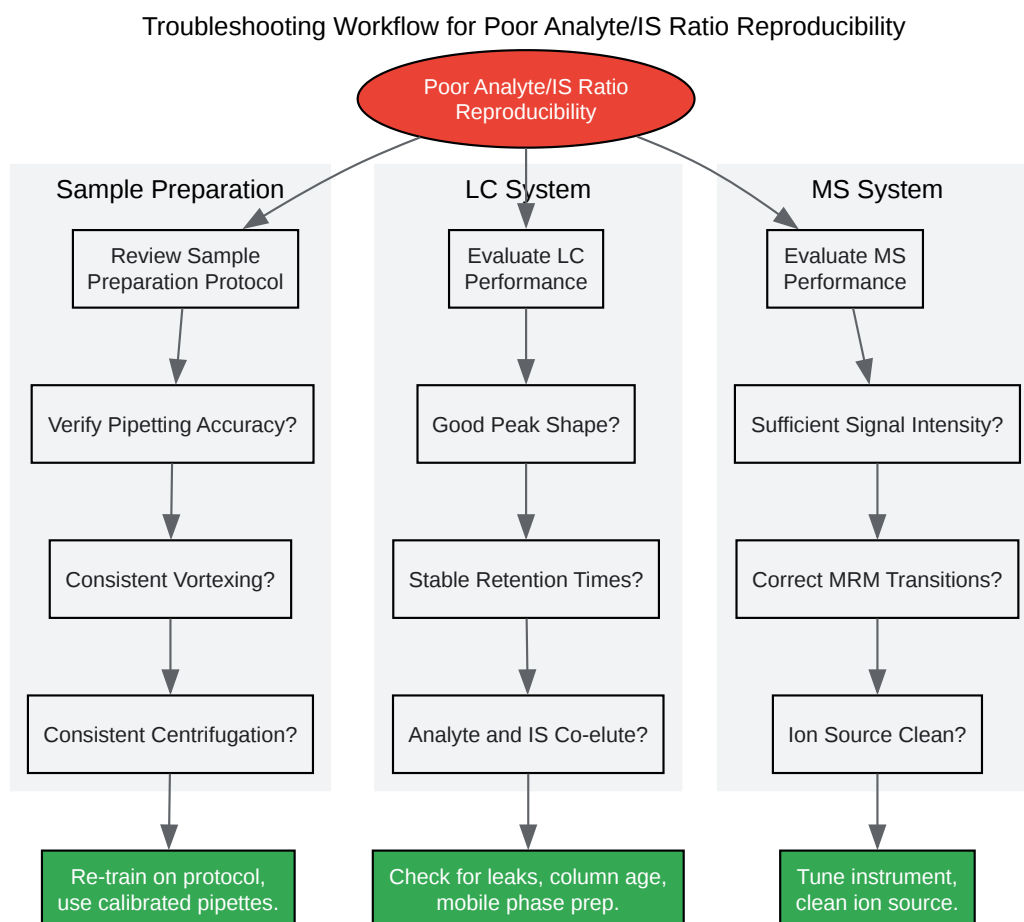 Troubleshooting Workflow for Poor Analyte/IS Ratio Reproducibility
Poor Analyte/IS Ratio
Reproducibility
Sample Preparation
Review Sample
Preparation Protocol
Verify Pipetting Accuracy?
Consistent Vortexing?
Consistent Centrifugation?
Re-train on protocol,
use calibrated pipettes.
LC System
Evaluate LC
Performance
Good Peak Shape?
Stable Retention Times?
Analyte and IS Co-elute?
Check for leaks, column age,
mobile phase prep.
MS System
Evaluate MS
Performance
Sufficient Signal Intensity?
Correct MRM Transitions?
Ion Source Clean?
Tune instrument,
clean ion source.